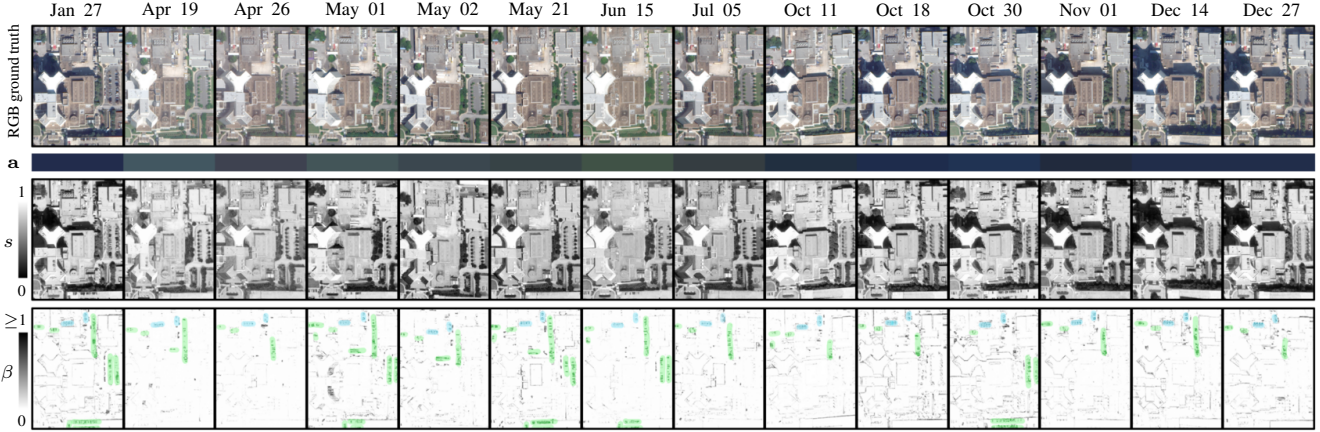 Jan 27 Apr 19 Apr 26 May 01 May 02 May 21 Jun 15 Jul 05 Oct 11 Oct 18 Oct 30 Nov 01 Dec 14 Dec 27
RGB ground truth
a
1
s
0
≥1
β
0